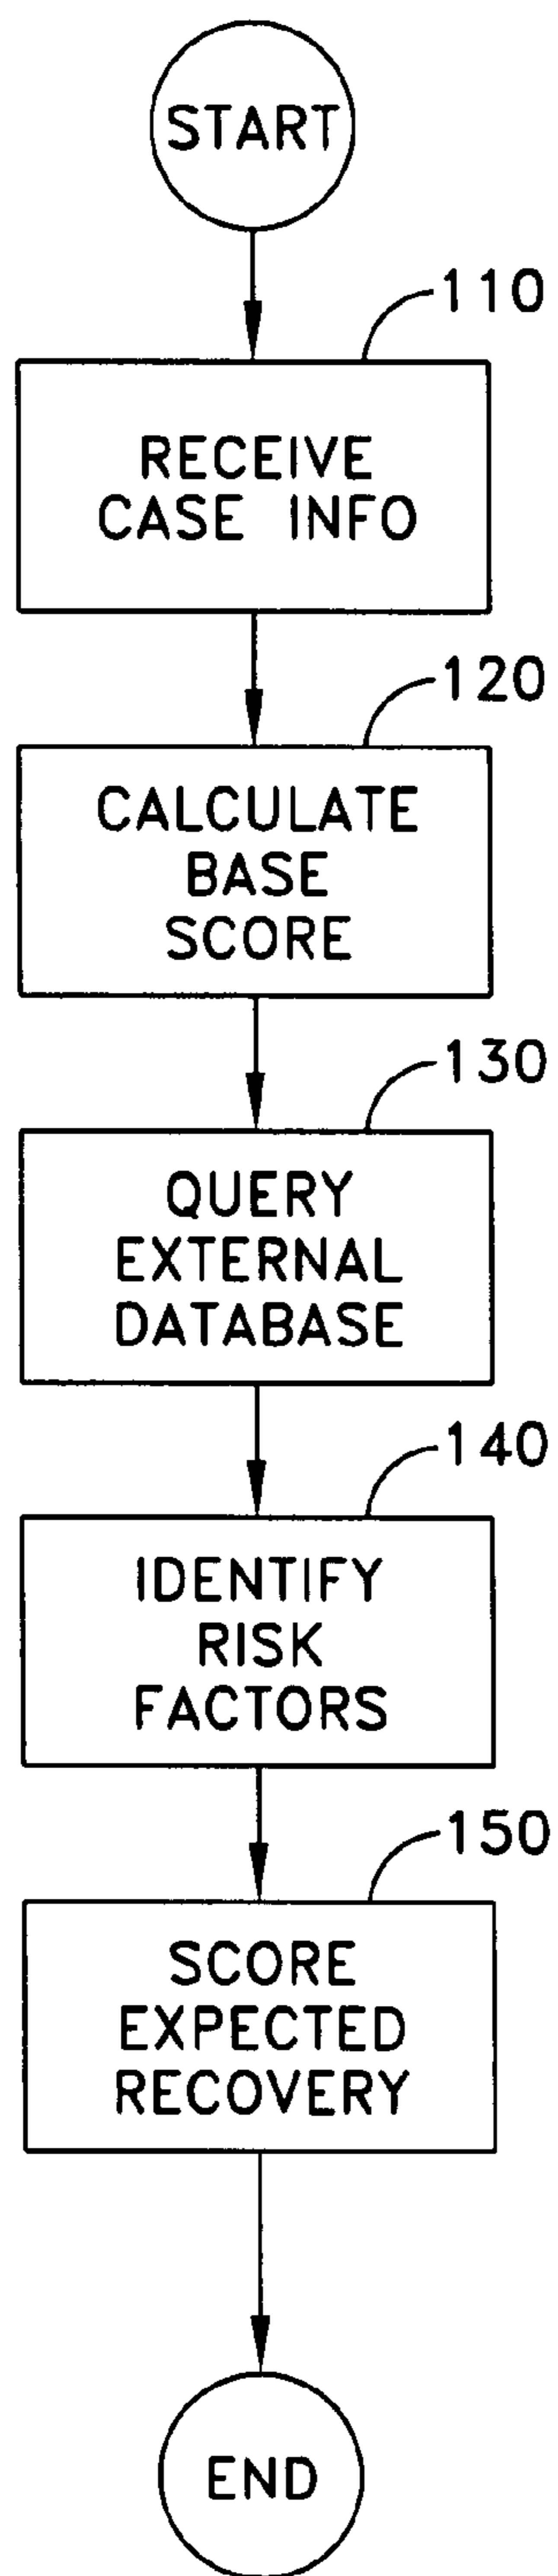 START
110
RECEIVE
CASE INFO
120
CALCULATE
BASE
SCORE
130
QUERY
EXTERNAL
DATABASE
140
IDENTIFY
RISK
FACTORS
150
SCORE
EXPECTED
RECOVERY
END